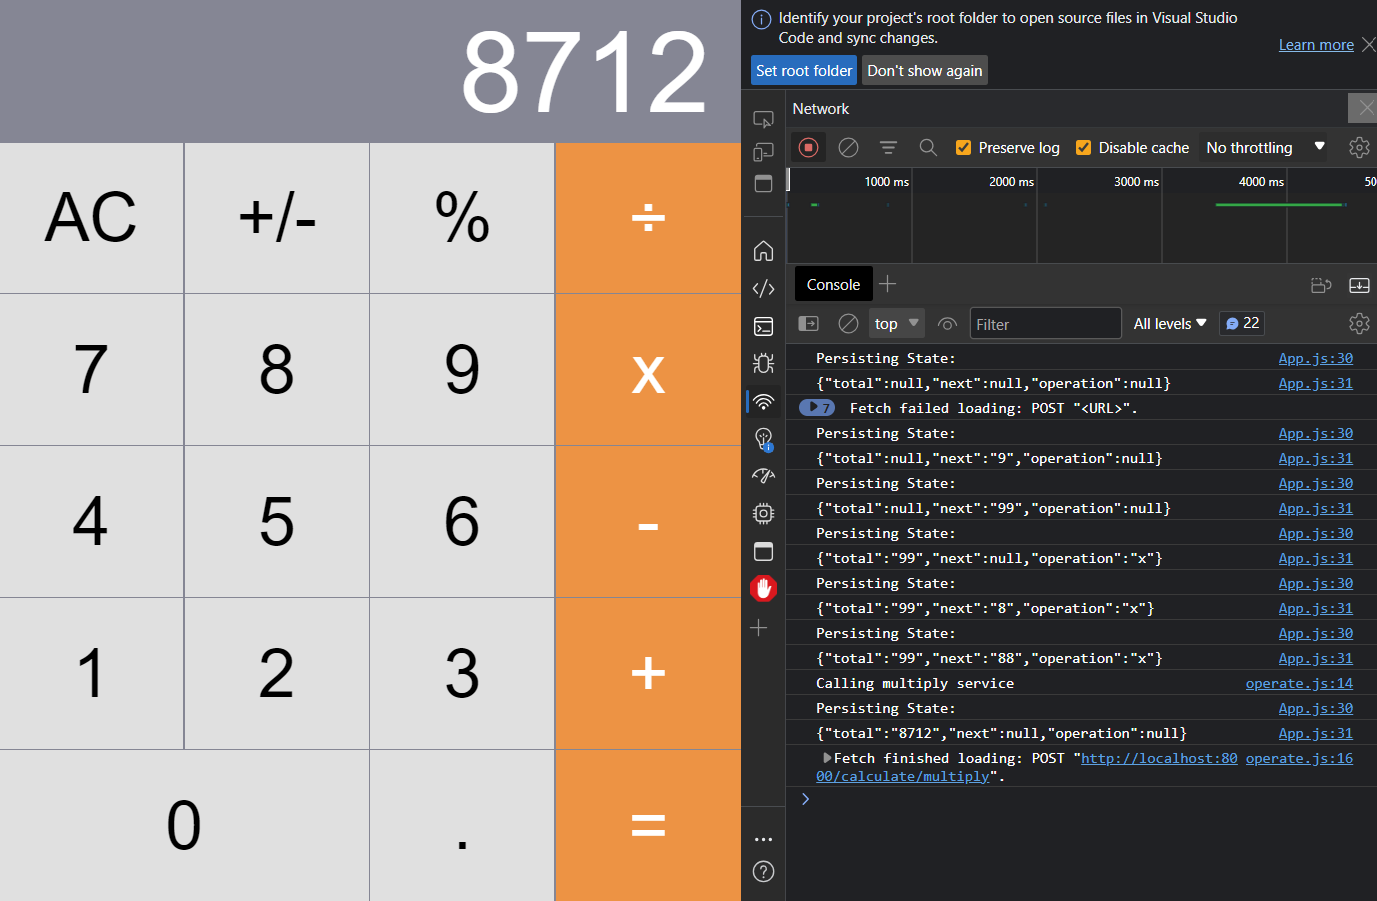 8712
AC +/- % ÷
7 8 9 x
4 5 6 -
1 2 3 +
0 . =
Identify your project's root folder to open source files in Visual Studio
Code and sync changes.
Learn more
Set root folder Don't show again
Network
Preserve log Disable cache No throttling
1000 ms 2000 ms 3000 ms 4000 ms 50
Console
top Filter All levels 22
Persisting State: App.js:30
{"total":null,"next":null,"operation":null} App.js:31
7 Fetch failed loading: POST "<URL>".
Persisting State: App.js:30
{"total":null,"next":"9","operation":null} App.js:31
Persisting State: App.js:30
{"total":null,"next":"99","operation":null} App.js:31
Persisting State: App.js:30
{"total":"99","next":null,"operation":"x"} App.js:31
Persisting State: App.js:30
{"total":"99","next":"8","operation":"x"} App.js:31
Persisting State: App.js:30
{"total":"99","next":"88","operation":"x"} App.js:31
Calling multiply service operate.js:14
Persisting State: App.js:30
{"total":"8712","next":null,"operation":null} App.js:31
Fetch finished loading: POST "http://localhost:80 operate.js:16
00/calculate/multiply".